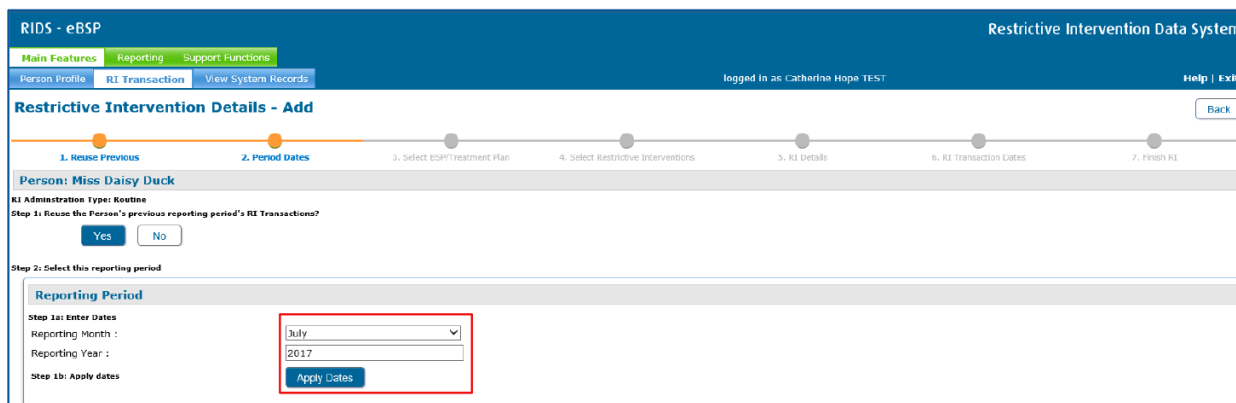 RIDS - eBSP Restrictive Intervention Data System
Main Features Reporting Support Functions
Person Profile RI Transaction View System Records logged in as Catherine Hope TEST Help | Exit
Restrictive Intervention Details - Add Back
1. Reuse Previous 2. Period Dates 3. Select BSP/Treatment Plan 4. Select Restrictive Interventions 5. RI Details 6. RI Transaction Dates 7. Finish RI
Person: Miss Daisy Duck
RI Adminstration Type: Routine
Step 1: Reuse the Person's previous reporting period's RI Transactions?
Yes No
Step 2: Select this reporting period
Reporting Period
Step 1a: Enter Dates
Reporting Month : July
Reporting Year : 2017
Step 1b: Apply dates Apply Dates